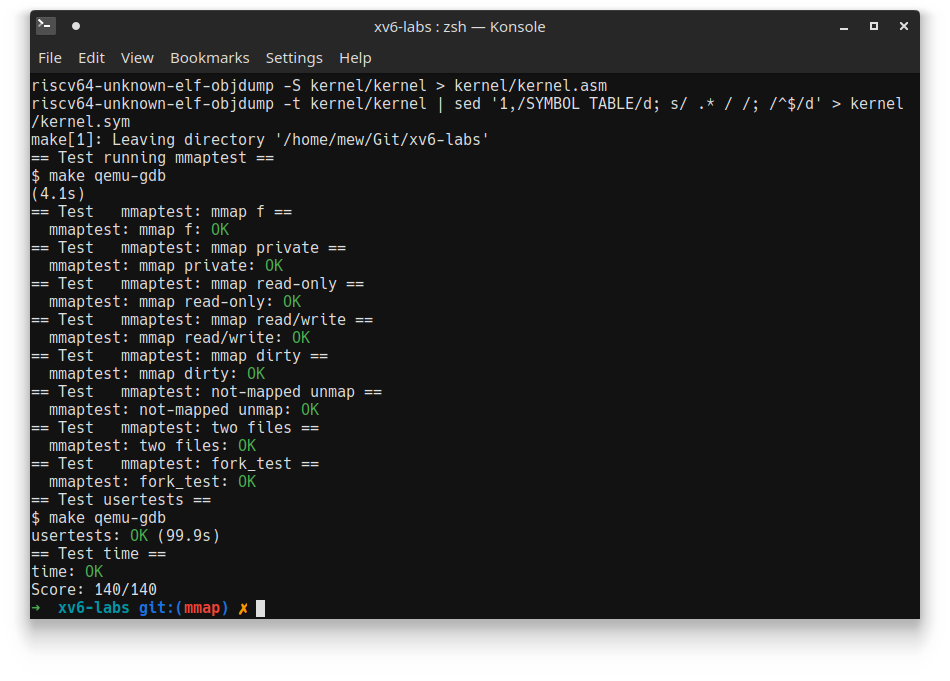 xv6-labs : zsh — Konsole
File Edit View Bookmarks Settings Help
riscv64-unknown-elf-objdump -S kernel/kernel > kernel/kernel.asm
riscv64-unknown-elf-objdump -t kernel/kernel | sed '1,/SYMBOL TABLE/d; s/ .* / /; /^$/d' > kernel
/kernel.sym
make[1]: Leaving directory '/home/mew/Git/xv6-labs'
== Test running mmaptest ==
$ make qemu-gdb
(4.1s)
== Test   mmaptest: mmap f ==
  mmaptest: mmap f: OK
== Test   mmaptest: mmap private ==
  mmaptest: mmap private: OK
== Test   mmaptest: mmap read-only ==
  mmaptest: mmap read-only: OK
== Test   mmaptest: mmap read/write ==
  mmaptest: mmap read/write: OK
== Test   mmaptest: mmap dirty ==
  mmaptest: mmap dirty: OK
== Test   mmaptest: not-mapped unmap ==
  mmaptest: not-mapped unmap: OK
== Test   mmaptest: two files ==
  mmaptest: two files: OK
== Test   mmaptest: fork_test ==
  mmaptest: fork_test: OK
== Test usertests ==
$ make qemu-gdb
usertests: OK (99.9s)
== Test time ==
time: OK
Score: 140/140
➜  xv6-labs git:(mmap) ✗